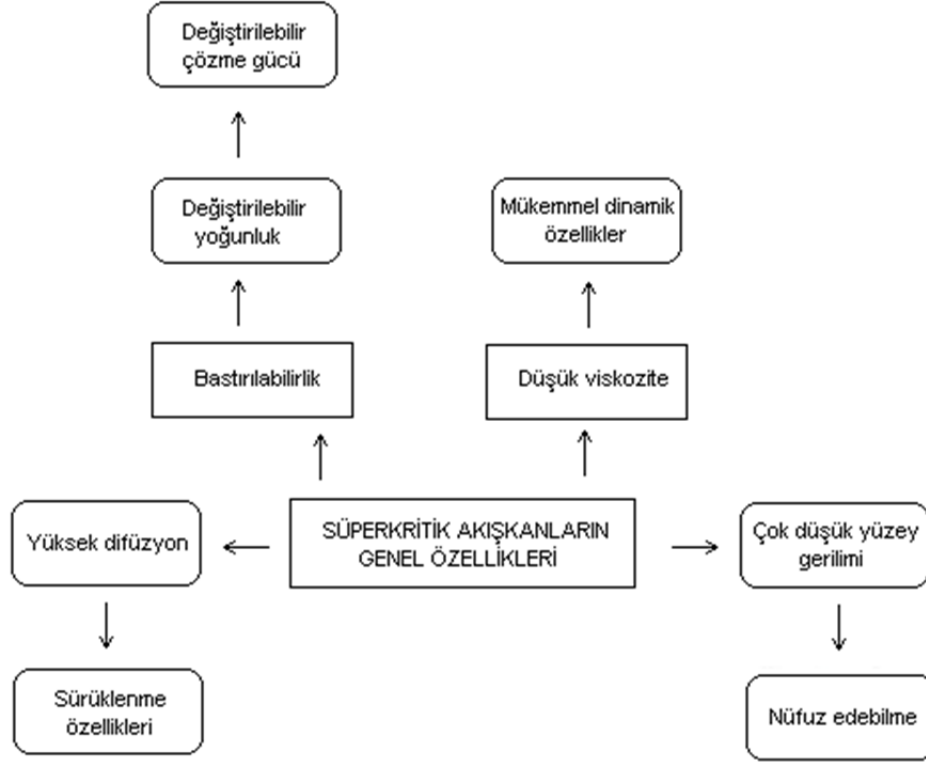 Değiştirilebilir
çözme gücü
Değiştirilebilir
yoğunluk
Mükemmel dinamik
özellikler
Bastırılabilirlik
Düşük viskozite
Yüksek difüzyon
SÜPERKRİTİK AKIŞKANLARIN
GENEL ÖZELLİKLERİ
Çok düşük yüzey
gerilimi
Sürüklenme
özellikleri
Nüfuz edebilme